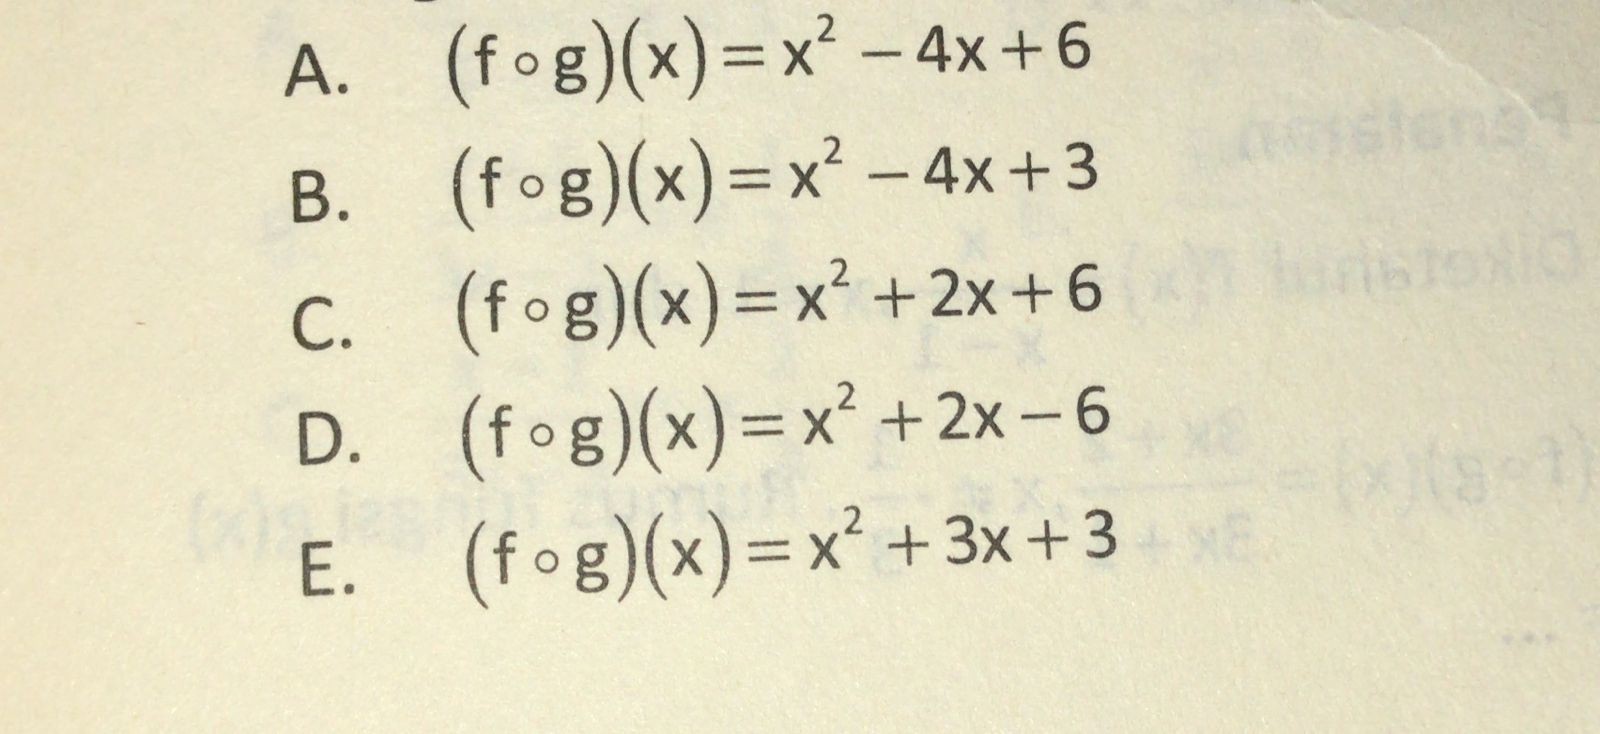 A. (f∘g)(x) = x² – 4x + 6
B. (f∘g)(x) = x² – 4x + 3
C. (f∘g)(x) = x² + 2x + 6
D. (f∘g)(x) = x² + 2x – 6
E. (f∘g)(x) = x² + 3x + 3